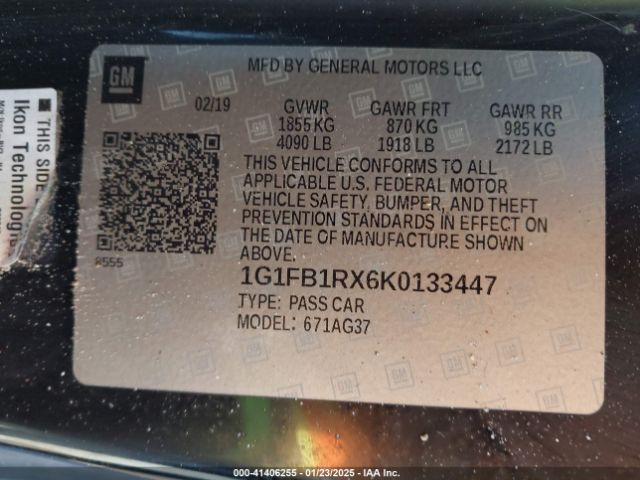 GM
MFD BY GENERAL MOTORS LLC
02/19 GVWR GAWR FRT GAWR RR
1855 KG 870 KG 985 KG
4090 LB 1918 LB 2172 LB
THIS VEHICLE CONFORMS TO ALL
APPLICABLE U.S. FEDERAL MOTOR
VEHICLE SAFETY, BUMPER, AND THEFT
PREVENTION STANDARDS IN EFFECT ON
THE DATE OF MANUFACTURE SHOWN
ABOVE.
8555
1G1FB1RX6K0133447
TYPE: PASS CAR
MODEL: 671AG37
THIS SIDE
Ikon Technologi
000-41406255 - 01/23/2025 - IAA Inc.